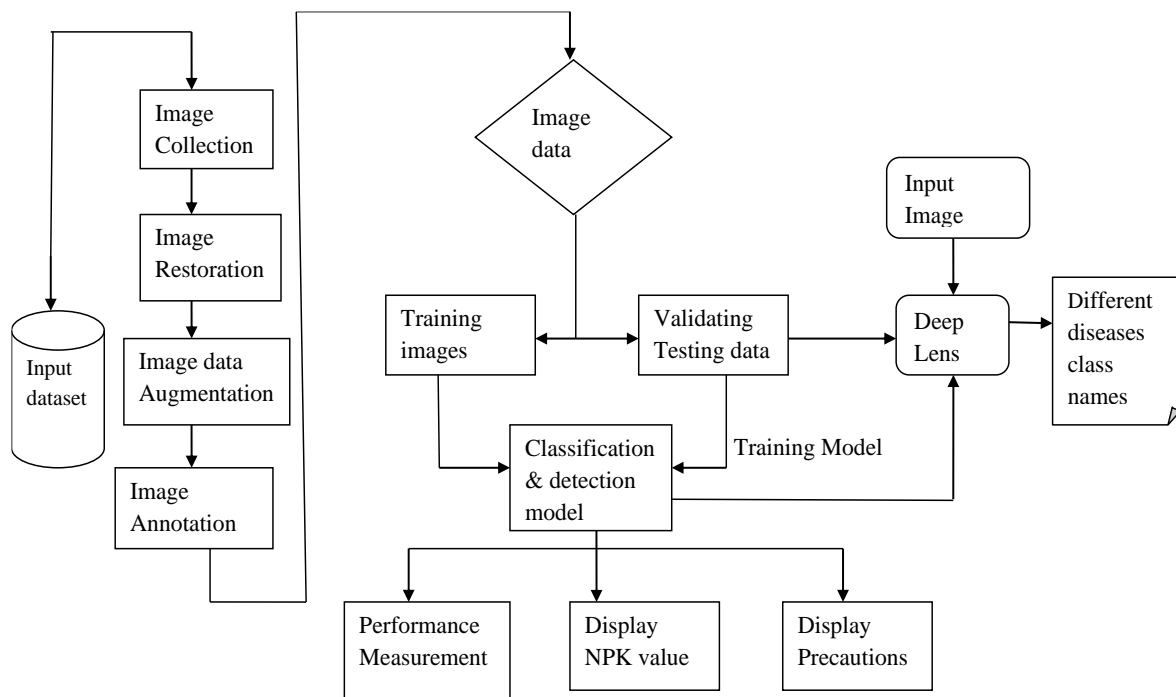 Input
dataset
Image
Collection
Image
Restoration
Image data
Augmentation
Image
Annotation
Image
data
Training
images
Validating
Testing data
Classification
& detection
model
Training Model
Input
Image
Deep
Lens
Different
diseases
class
names
Performance
Measurement
Display
NPK value
Display
Precautions